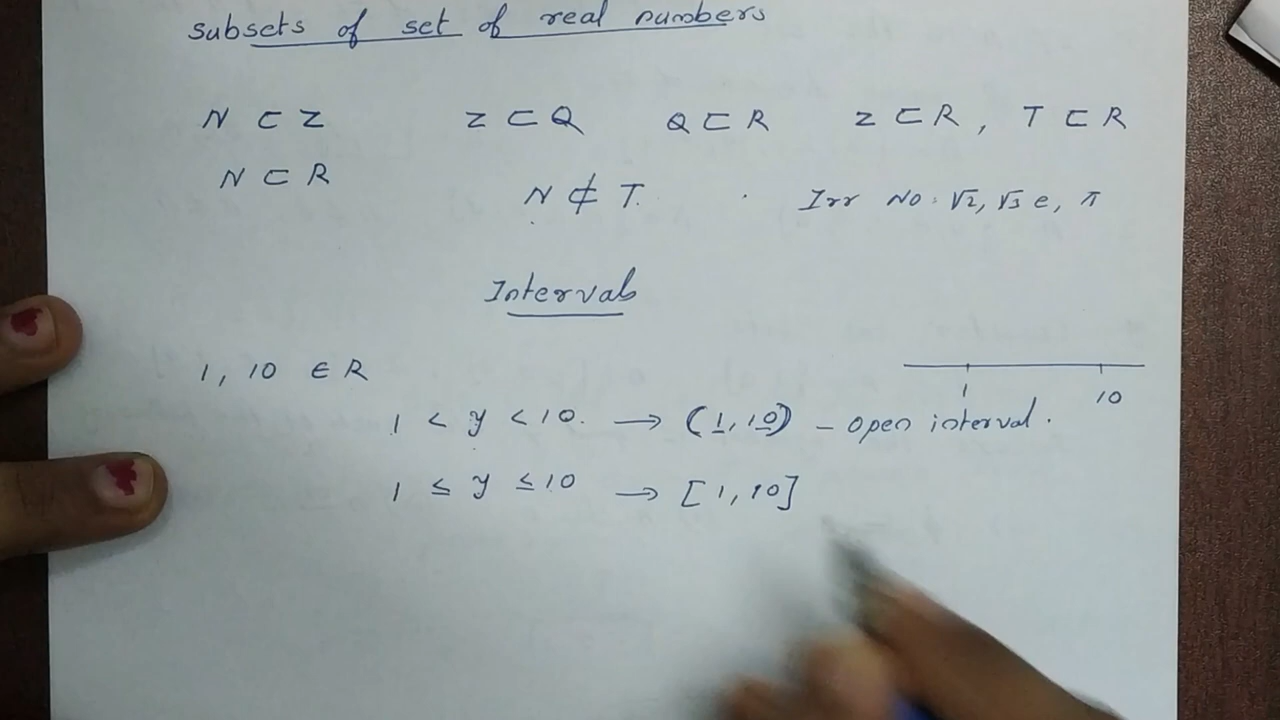 subsets of set of real numbers
N ⊂ Z Z ⊂ Q Q ⊂ R Z ⊂ R, T ⊂ R
N ⊂ R N ⊄ T. Irr No: √2, √3 e, π
Intervals
1, 10 ∈ R
1 10
1 < y < 10. → (1, 10) – open interval.
1 ≤ y ≤ 10 → [1, 10]